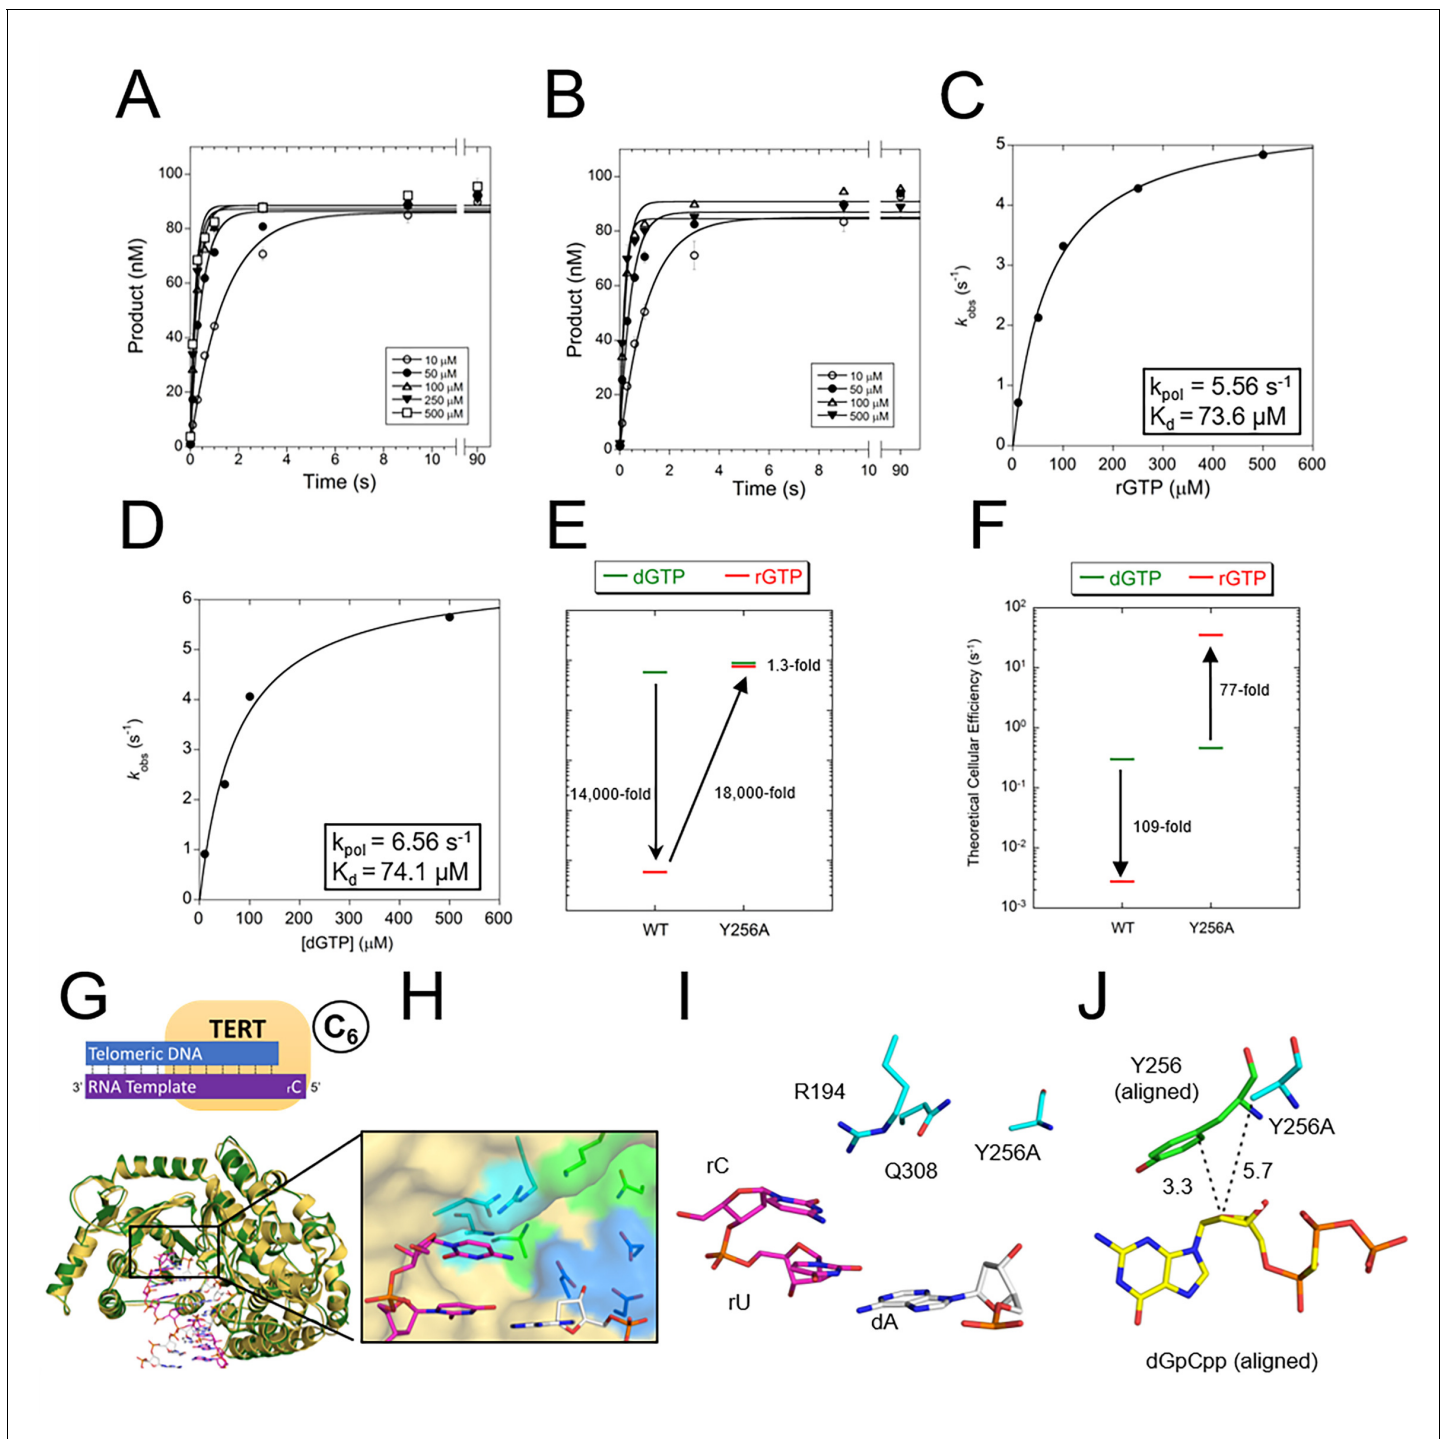 A
B
C
Product (nM)
100
80
60
40
20
0
10 μM
50 μM
100 μM
250 μM
500 μM
0 2 4 6 8 10 90
Time (s)
Product (nM)
100
80
60
40
20
0
10 μM
50 μM
100 μM
500 μM
0 2 4 6 8 10 90
Time (s)
kobs (s-1)
5
4
3
2
1
0
kpol = 5.56 s-1
Kd = 73.6 μM
0 100 200 300 400 500 600
rGTP (μM)
D
E
F
kobs (s-1)
6
5
4
3
2
1
0
kpol = 6.56 s-1
Kd = 74.1 μM
0 100 200 300 400 500 600
[dGTP] (μM)
dGTP rGTP
1.3-fold
14,000-fold
18,000-fold
WT Y256A
dGTP rGTP
Theoretical Cellular Efficiency (s-1)
10^2
10^1
10^0
10^-1
10^-2
10^-3
77-fold
109-fold
WT Y256A
G
H
I
J
TERT
C6
Telomeric DNA
3' RNA Template rC 5'
R194
Q308
Y256A
rC
rU
dA
Y256
(aligned)
Y256A
3.3
5.7
dGpCpp (aligned)